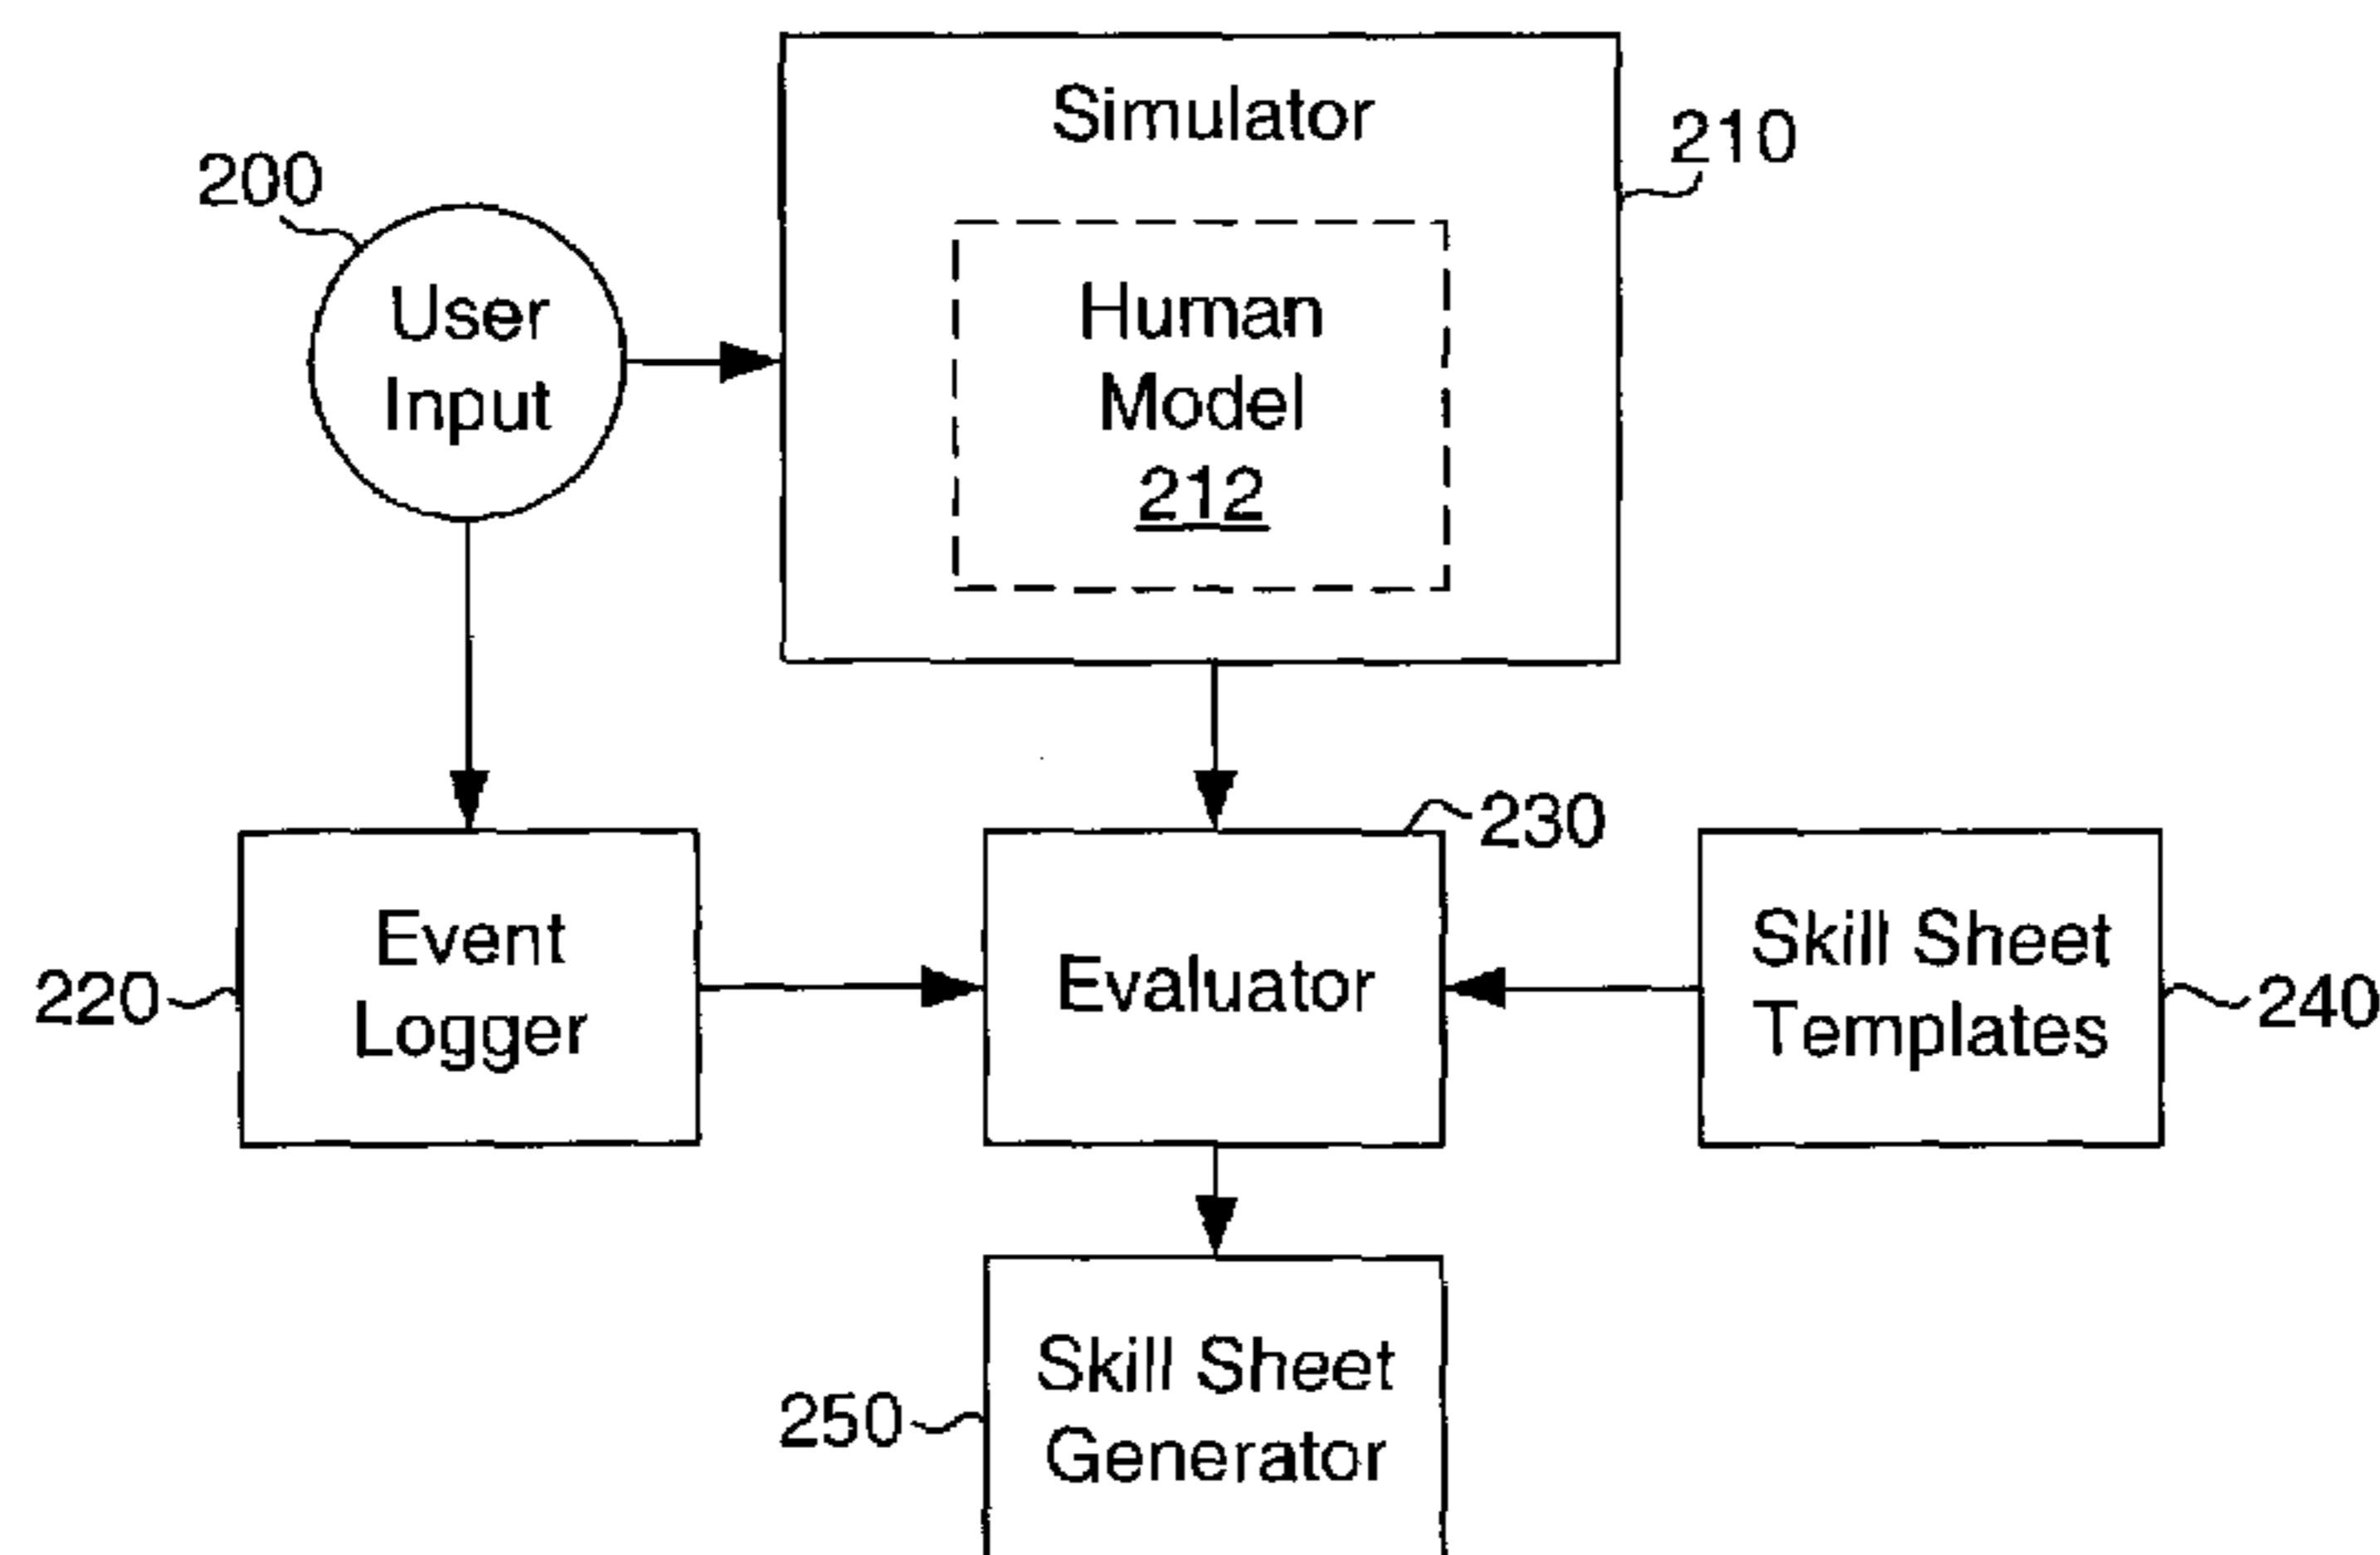 Simulator
210
200
User
Input
Human
Model
212
230
Event
Logger
220
Evaluator
Skill Sheet
Templates
240
Skill Sheet
Generator
250